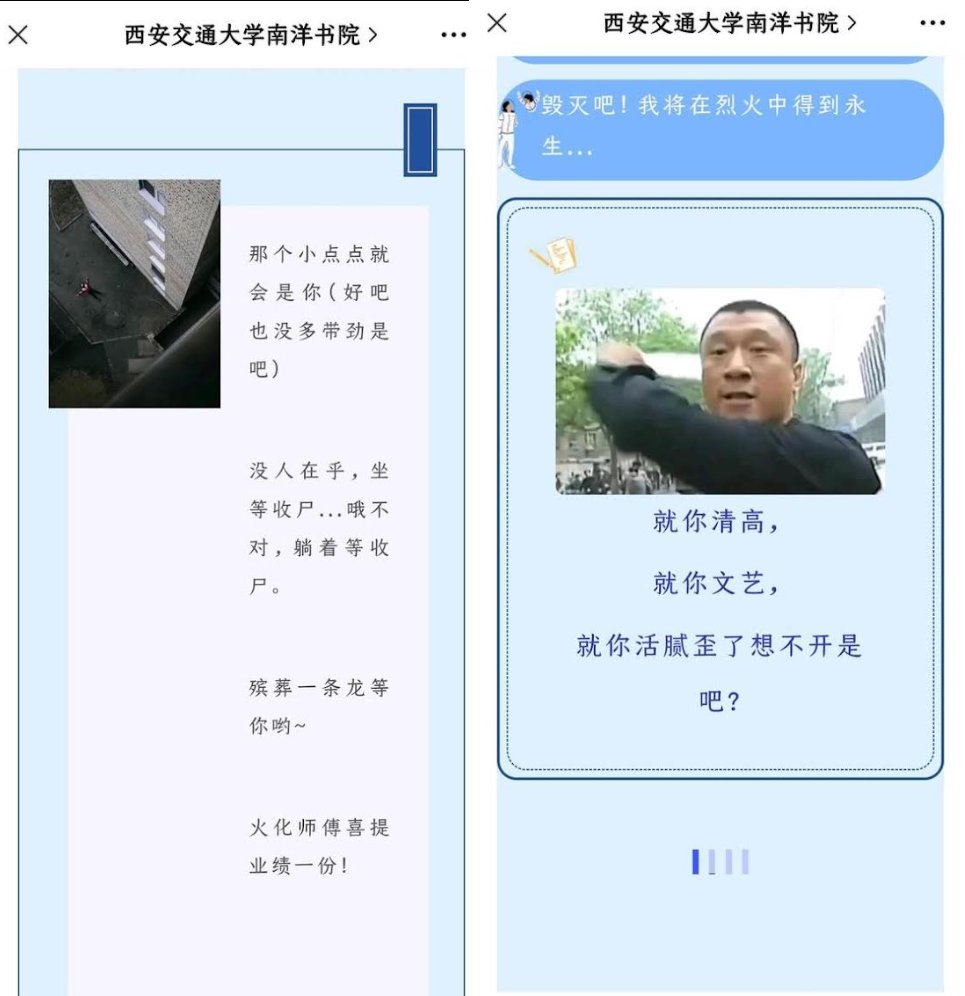 西安交通大学南洋书院
那个小点点就
会是你(好吧
也没多带劲是
吧)
没人在乎，坐
等收尸...哦不
对，躺着等收
尸。
殡葬一条龙等
你哟~
火化师傅喜提
业绩一份！
西安交通大学南洋书院
毁灭吧！我将在烈火中得到永
生...
就你清高，
就你文艺，
就你活腻歪了想不开是
吧？